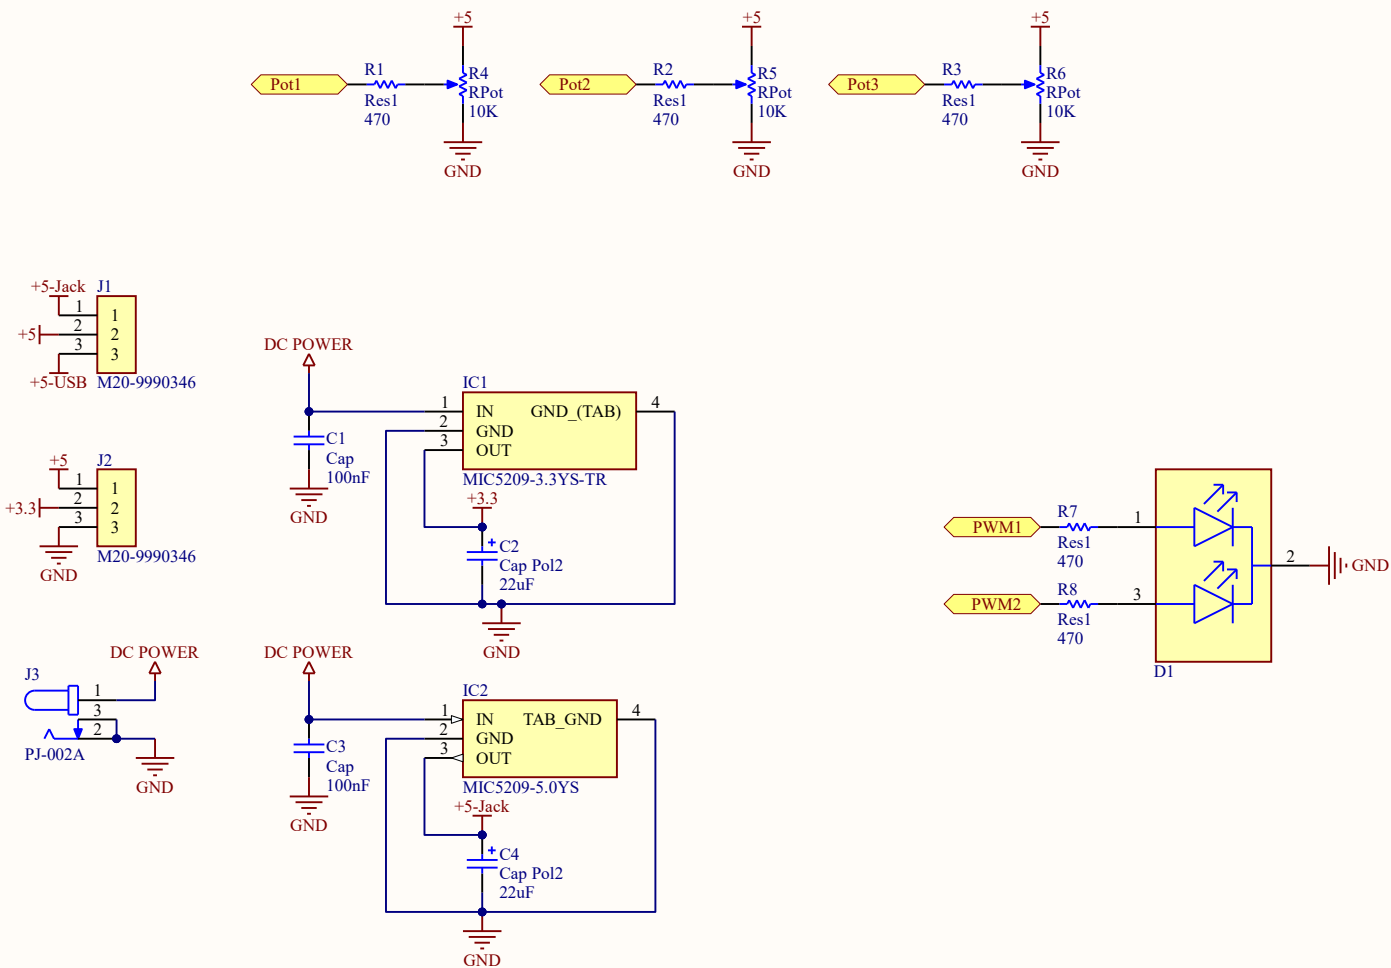 +5
+5
+5
Pot1
R1
Res1
470
R4
RPot
10K
GND
Pot2
R2
Res1
470
R5
RPot
10K
GND
Pot3
R3
Res1
470
R6
RPot
10K
GND
+5-Jack
J1
1
1
+5
2
2
3
3
+5-USB
M20-9990346
+5
J2
1
1
+3.3
2
2
3
3
GND
M20-9990346
DC POWER
J3
1
3
2
PJ-002A
GND
DC POWER
C1
Cap
100nF
GND
IC1
1
IN
GND_(TAB)
4
2
GND
3
OUT
MIC5209-3.3YS-TR
+3.3
+
C2
Cap Pol2
22uF
GND
DC POWER
C3
Cap
100nF
GND
IC2
1
IN
TAB_GND
4
2
GND
3
OUT
MIC5209-5.0YS
+5-Jack
+
C4
Cap Pol2
22uF
GND
PWM1
R7
Res1
470
1
PWM2
R8
Res1
470
3
2
GND
D1